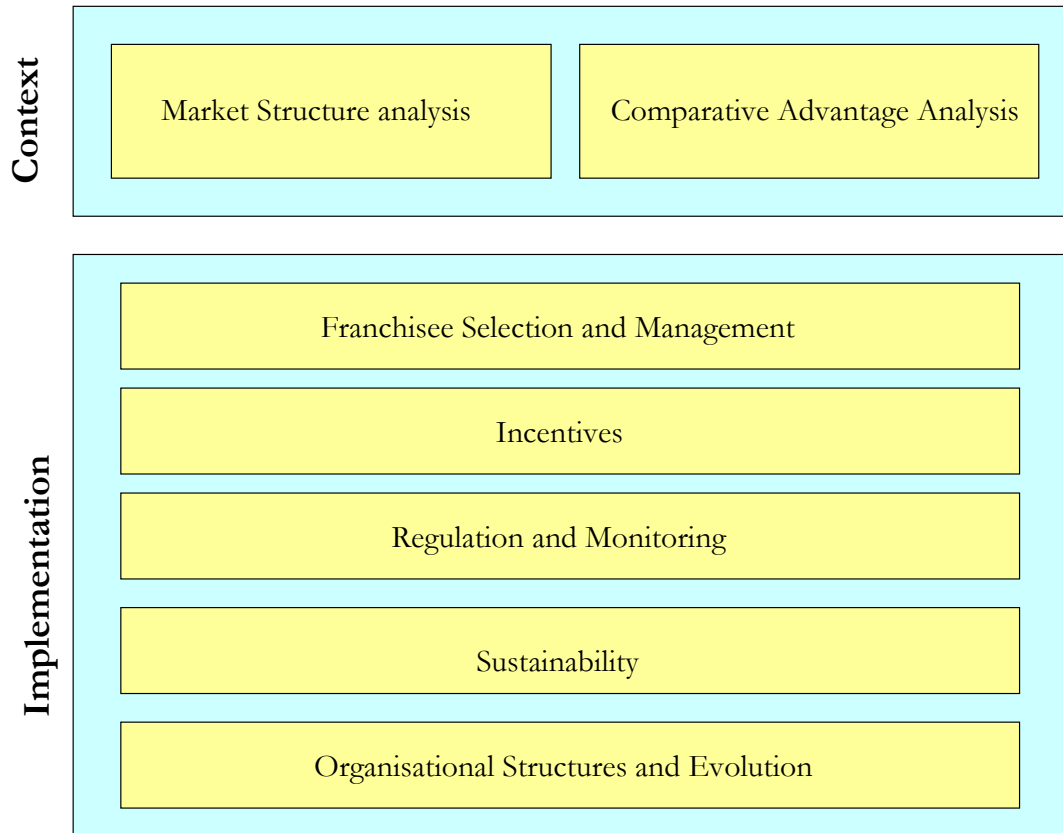 Context
Market Structure analysis
Comparative Advantage Analysis
Implementation
Franchisee Selection and Management
Incentives
Regulation and Monitoring
Sustainability
Organisational Structures and Evolution